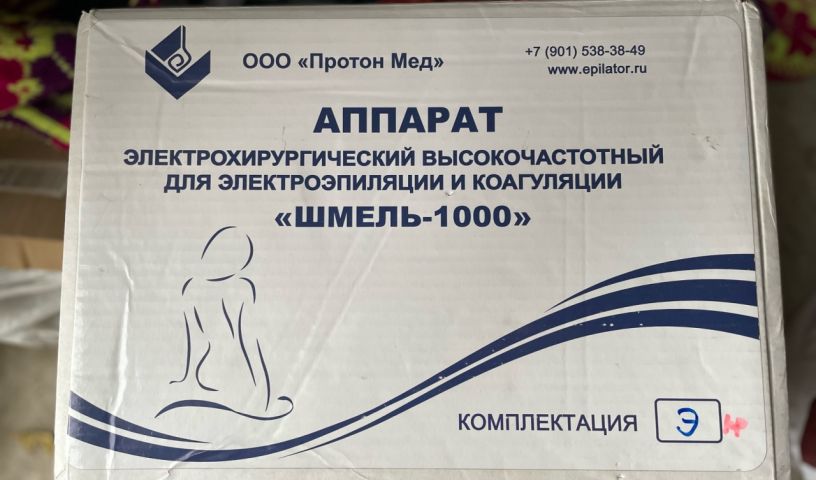 ООО «Протон Мед»
+7 (901) 538-38-49
www.epilator.ru
АППАРАТ
ЭЛЕКТРОХИРУРГИЧЕСКИЙ ВЫСОКОЧАСТОТНЫЙ
ДЛЯ ЭЛЕКТРОЭПИЛЯЦИИ И КОАГУЛЯЦИИ
«ШМЕЛЬ-1000»
КОМПЛЕКТАЦИЯ Э